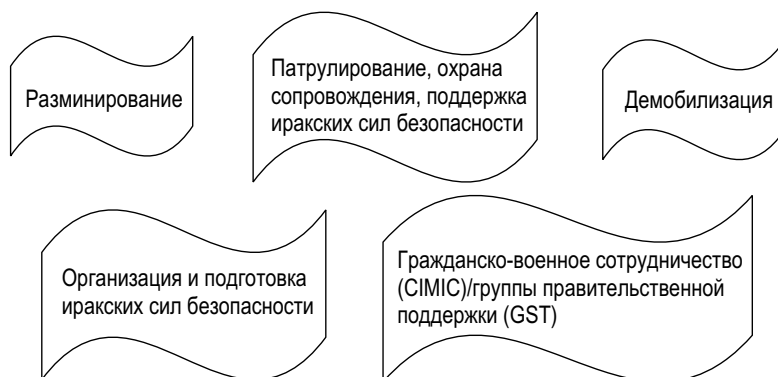 Разминирование
Патрулирование, охрана
сопровождения, поддержка
иракских сил безопасности
Демобилизация
Организация и подготовка
иракских сил безопасности
Гражданско-военное сотрудничество
(CIMIC)/группы правительственной
поддержки (GST)